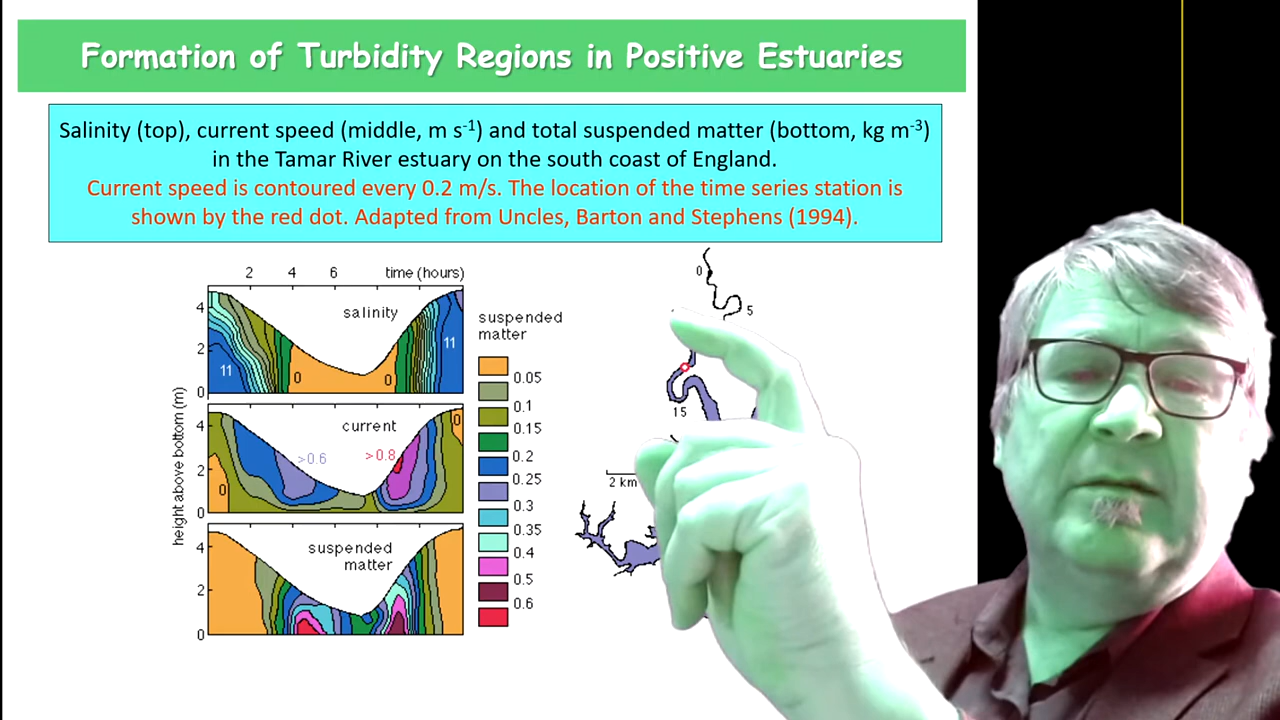 Formation of Turbidity Regions in Positive Estuaries
Salinity (top), current speed (middle, m s-1) and total suspended matter (bottom, kg m-3)
in the Tamar River estuary on the south coast of England.
Current speed is contoured every 0.2 m/s. The location of the time series station is
shown by the red dot. Adapted from Uncles, Barton and Stephens (1994).
2 4 6 time (hours)
salinity
4
2
0
11
0
0
11
current
4
2
0
0
>0.6
>0.8
0
suspended
matter
4
2
0
height above bottom (m)
suspended
matter
0.05
0.1
0.15
0.2
0.25
0.3
0.35
0.4
0.5
0.6
0
5
15
2 km